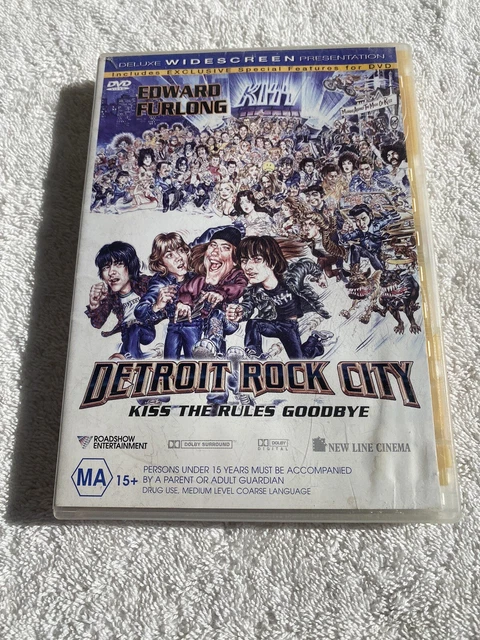 DELUXE WIDESCREEN PRESENTATION
Includes EXCLUSIVE Special Features for DVD
DVD
EDWARD
FURLONG
KISS
DETROIT ROCK CITY
KISS THE RULES GOODBYE
ROADSHOW
ENTERTAINMENT
DOLBY SURROUND
DOLBY
DIGITAL
NEW LINE CINEMA
MA 15+
PERSONS UNDER 15 YEARS MUST BE ACCOMPANIED
BY A PARENT OR ADULT GUARDIAN
DRUG USE, MEDIUM LEVEL COARSE LANGUAGE